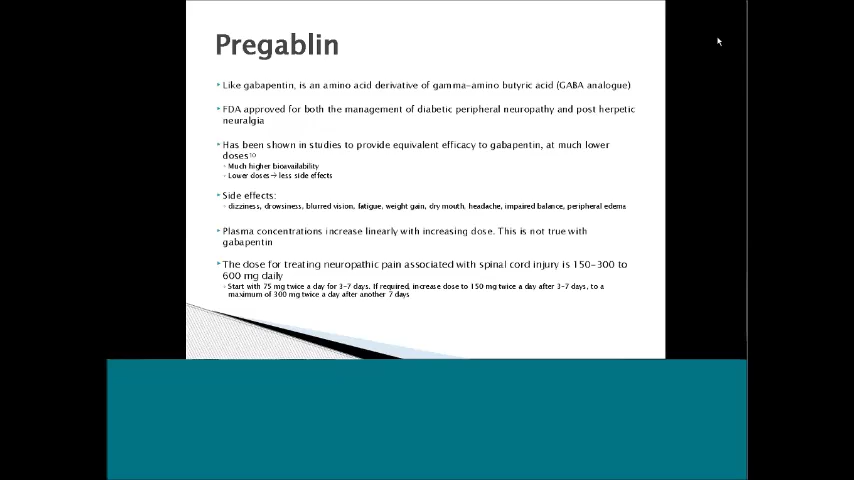 Pregablin
Like gabapentin, is an amino acid derivative of gamma-amino butyric acid (GABA analogue)
FDA approved for both the management of diabetic peripheral neuropathy and post herpetic
neuralgia
Has been shown in studies to provide equivalent efficacy to gabapentin, at much lower
doses10
Much higher bioavailability
Lower doses→ less side effects
Side effects:
dizziness, drowsiness, blurred vision, fatigue, weight gain, dry mouth, headache, impaired balance, peripheral edema
Plasma concentrations increase linearly with increasing dose. This is not true with
gabapentin
The dose for treating neuropathic pain associated with spinal cord injury is 150-300 to
600 mg daily
Start with 75 mg twice a day for 3-7 days. If required, increase dose to 150 mg twice a day after 3-7 days, to a
maximum of 300 mg twice a day after another 7 days